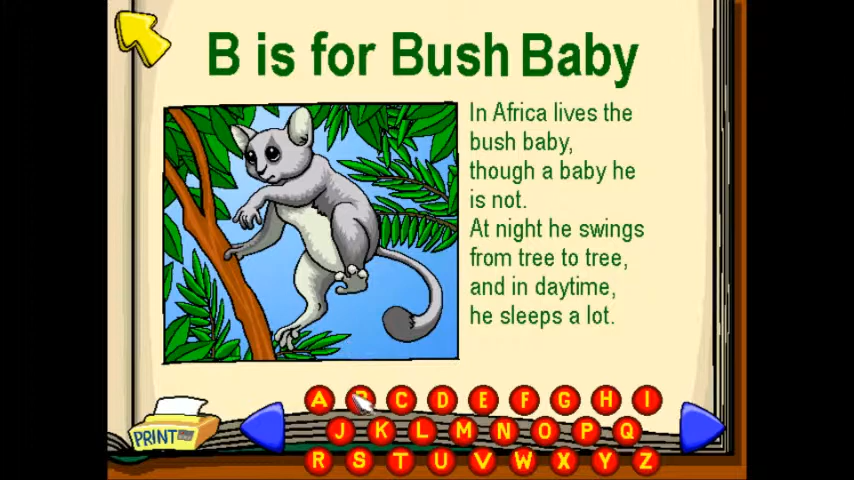 B is for Bush Baby
In Africa lives the
bush baby,
though a baby he
is not.
At night he swings
from tree to tree,
and in daytime,
he sleeps a lot.
A B C D E F G H I
J K L M N O P Q
PRINT
R S T U V W X Y Z